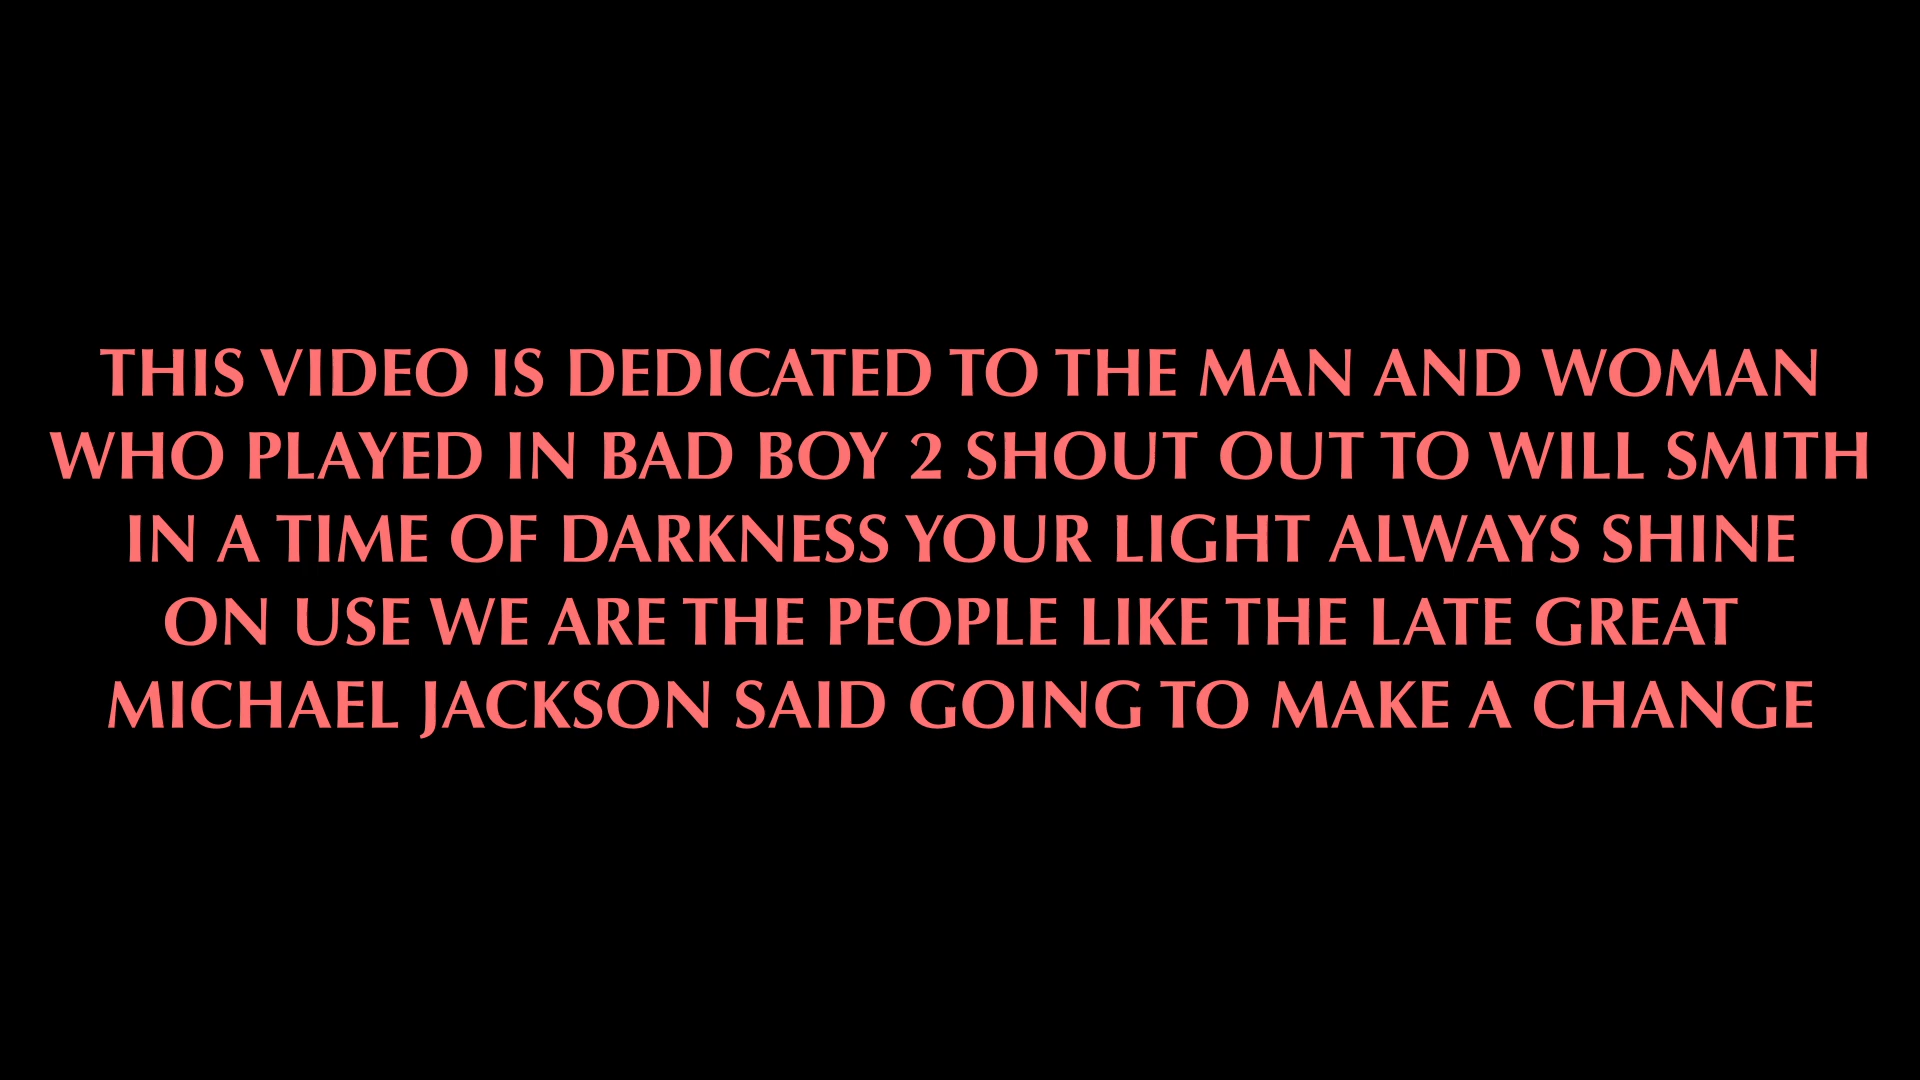 THIS VIDEO IS DEDICATED TO THE MAN AND WOMAN
WHO PLAYED IN BAD BOY 2 SHOUT OUT TO WILL SMITH
IN A TIME OF DARKNESS YOUR LIGHT ALWAYS SHINE
ON USE WE ARE THE PEOPLE LIKE THE LATE GREAT
MICHAEL JACKSON SAID GOING TO MAKE A CHANGE